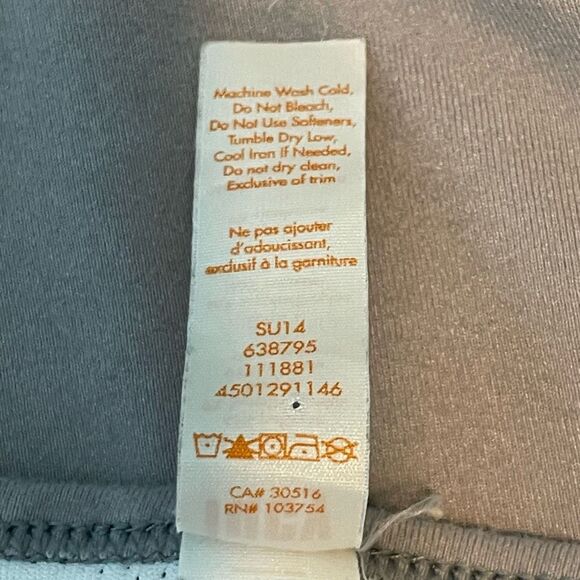 Machine Wash Cold,
Do Not Bleach,
Do Not Use Softeners,
Tumble Dry Low,
Cool Iron If Needed,
Do not dry clean,
Exclusive of trim
Ne pas ajouter
d'adoucissant,
exclusif à la garniture
SU14
638795
111881
4501291146
CA# 30516
RN# 103754